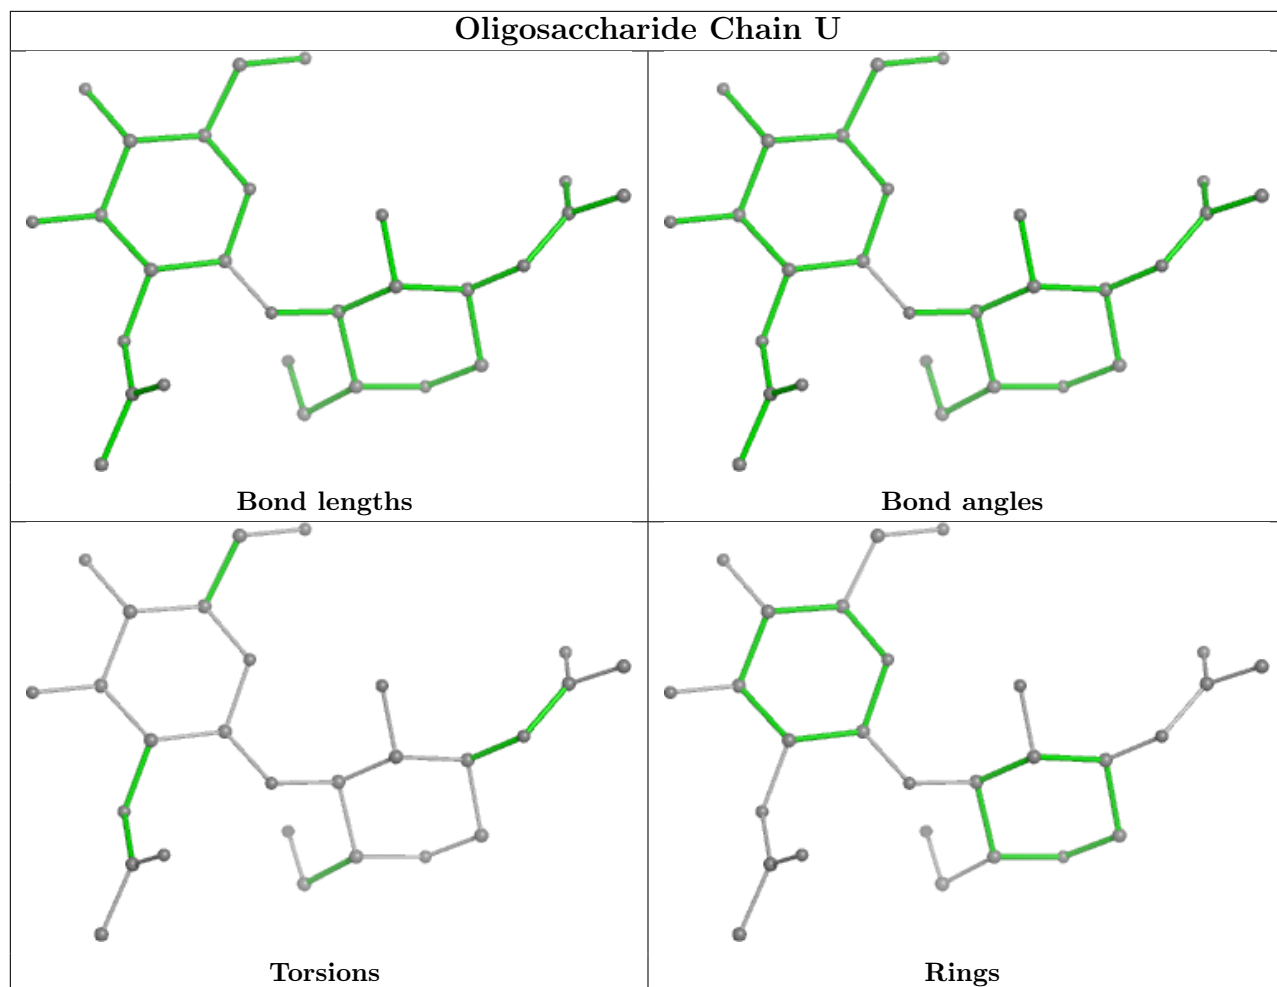 Oligosaccharide Chain U
Bond lengths
Bond angles
Torsions
Rings